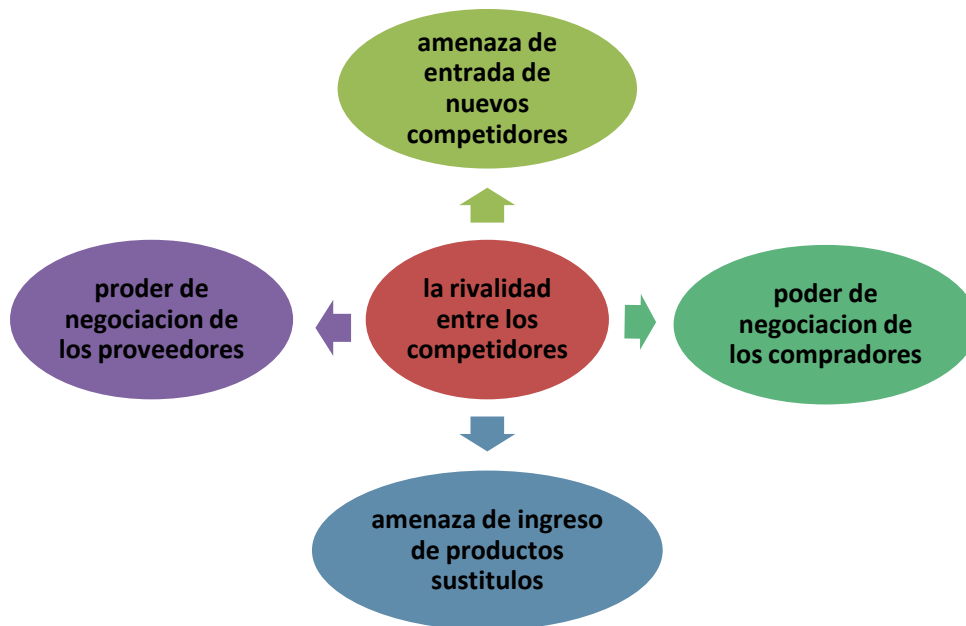 amenaza de
entrada de
nuevos
competidores
proder de
negociacion de
los proveedores
la rivalidad
entre los
competidores
poder de
negociacion de
los compradores
amenaza de ingreso
de productos
sustitulos